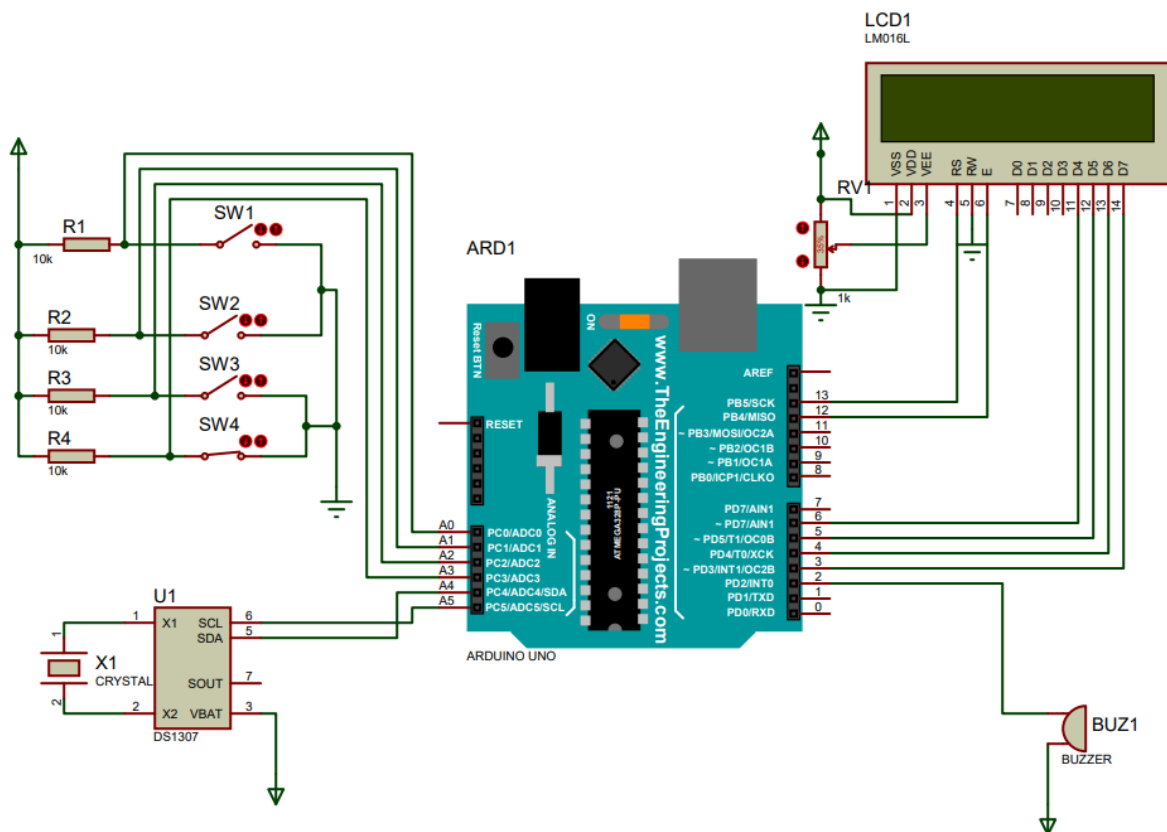 LCD1
LM016L
VSS
VDD
VEE
RS
RW
E
D0
D1
D2
D3
D4
D5
D6
D7
1
2
3
4
5
6
7
8
9
10
11
12
13
14
RV1
35%
1k
R1
10k
SW1
R2
10k
SW2
R3
10k
SW3
R4
10k
SW4
ARD1
Reset BTN
ON
www.TheEngineeringProjects.com
ANALOG IN
1121
ATMEGA328P-PU
RESET
AREF
PB5/SCK 13
PB4/MISO 12
~ PB3/MOSI/OC2A 11
~ PB2/OC1B 10
~ PB1/OC1A 9
PB0/ICP1/CLKO 8
PD7/AIN1 7
~ PD7/AIN1 6
~ PD5/T1/OC0B 5
PD4/T0/XCK 4
~ PD3/INT1/OC2B 3
PD2/INT0 2
PD1/TXD 1
PD0/RXD 0
A0 PC0/ADC0
A1 PC1/ADC1
A2 PC2/ADC2
A3 PC3/ADC3
A4 PC4/ADC4/SDA
A5 PC5/ADC5/SCL
ARDUINO UNO
U1
1 X1 SCL 6
SDA 5
SOUT 7
2 X2 VBAT 3
DS1307
1
X1
CRYSTAL
2
BUZ1
BUZZER